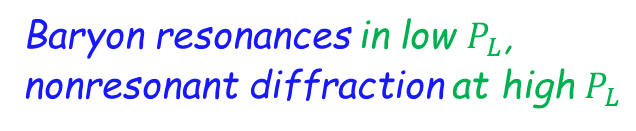 Baryon resonances in low $P_L$,
nonresonant diffraction at high $P_L$